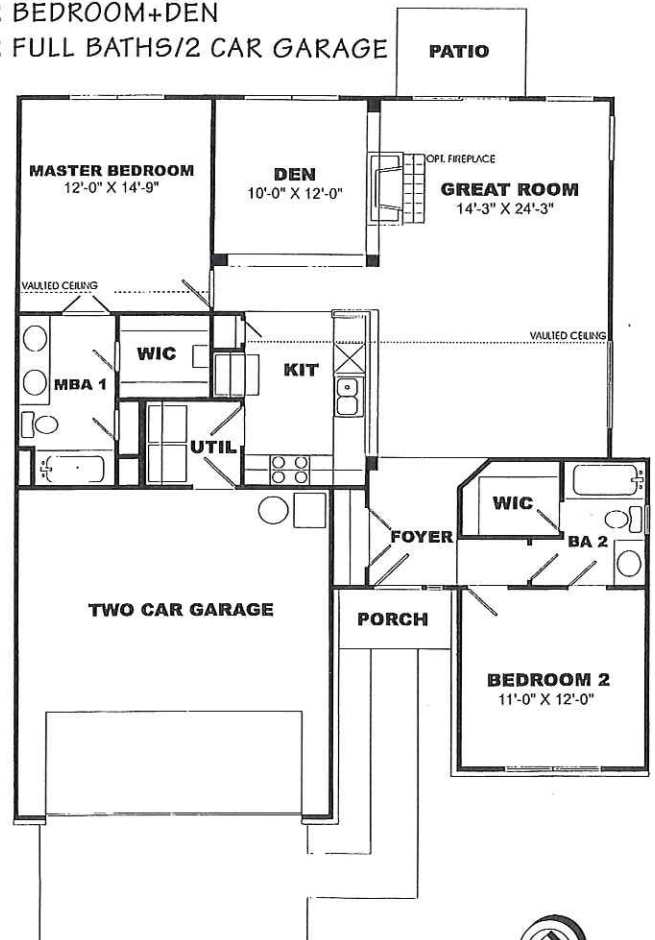 BEDROOM+DEN
FULL BATHS/2 CAR GARAGE
PATIO
MASTER BEDROOM
12'-0" X 14'-9"
DEN
10'-0" X 12'-0"
OPT. FIREPLACE
GREAT ROOM
14'-3" X 24'-3"
VAULTED CEILING
VAULTED CEILING
WIC
MBA 1
KIT
UTIL
WIC
FOYER
BA 2
TWO CAR GARAGE
PORCH
BEDROOM 2
11'-0" X 12'-0"